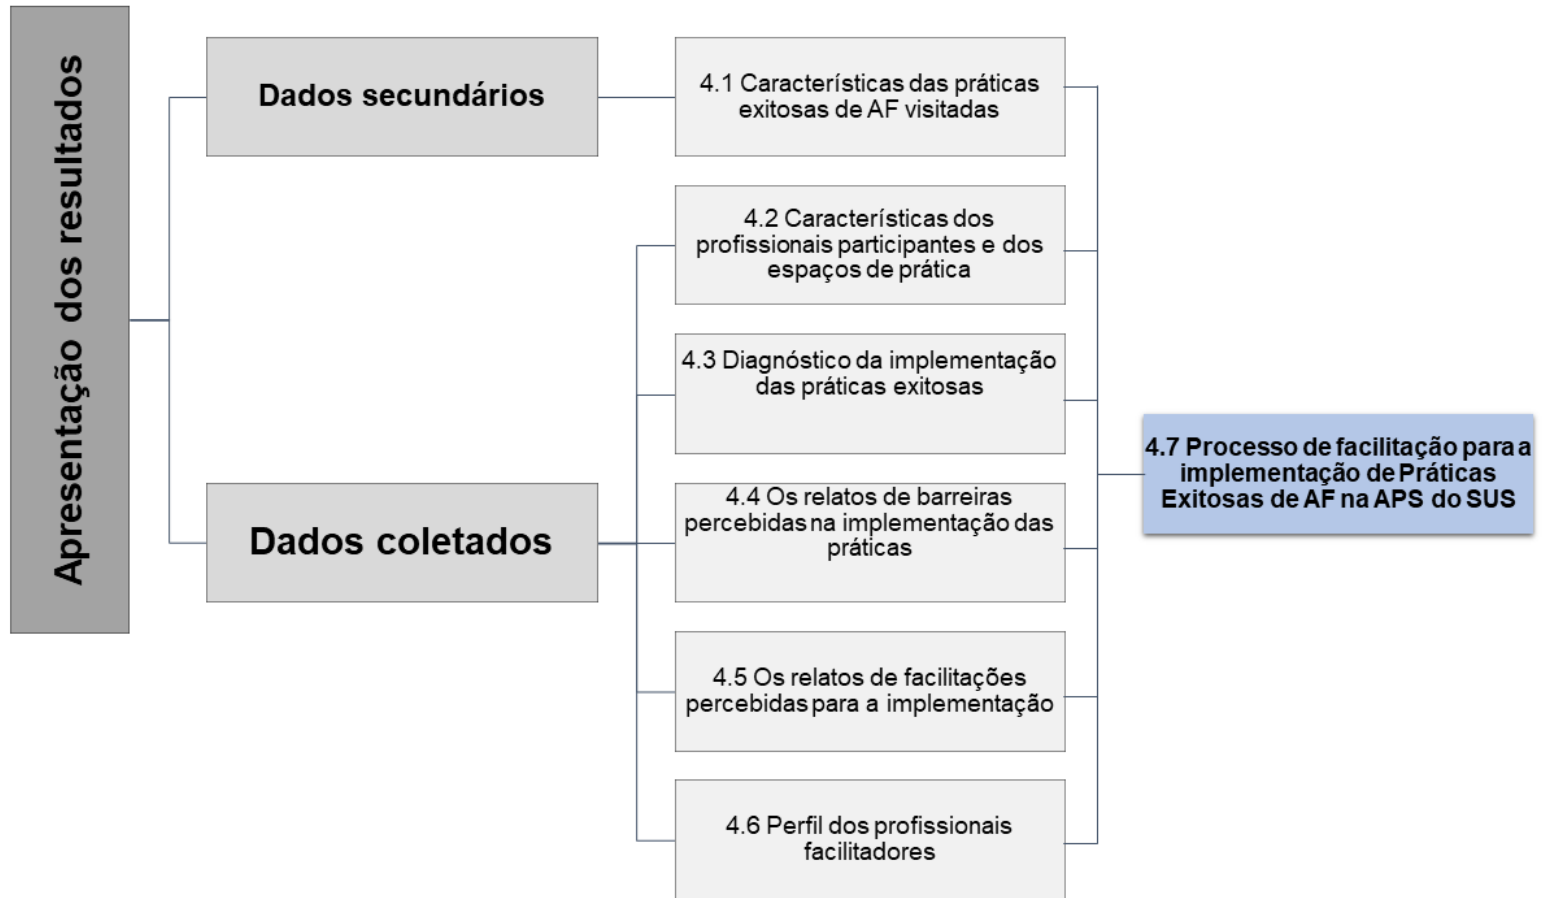 Apresentação dos resultados
Dados secundários
4.1 Características das práticas
exitosas de AF visitadas
4.2 Características dos
profissionais participantes e dos
espaços de prática
4.3 Diagnóstico da implementação
das práticas exitosas
Dados coletados
4.4 Os relatos de barreiras
percebidas na implementação das
práticas
4.5 Os relatos de facilitações
percebidas para a implementação
4.6 Perfil dos profissionais
facilitadores
4.7 Processo de facilitação para a
implementação de Práticas
Exitosas de AF na APS do SUS